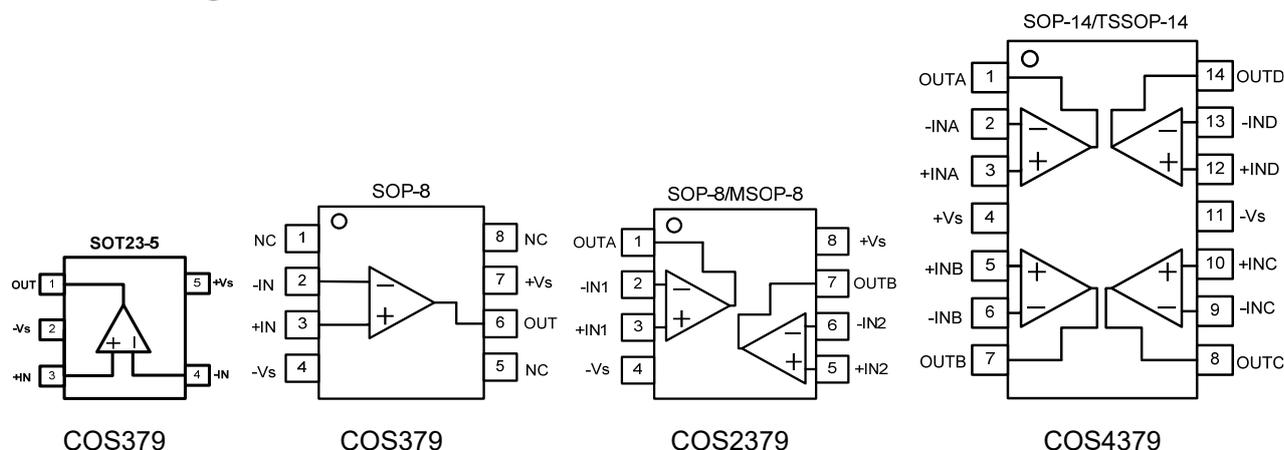 SOT23-5
OUT 1
-Vs 2
+IN 3
5 +Vs
4 -IN
COS379
SOP-8
NC 1
-IN 2
+IN 3
-Vs 4
8 NC
7 +Vs
6 OUT
5 NC
COS379
SOP-8/MSOP-8
OUTA 1
-IN1 2
+IN1 3
-Vs 4
8 +Vs
7 OUTB
6 -IN2
5 +IN2
COS2379
SOP-14/TSSOP-14
OUTA 1
-INA 2
+INA 3
+Vs 4
+INB 5
-INB 6
OUTB 7
14 OUTD
13 -IND
12 +IND
11 -Vs
10 +INC
9 -INC
8 OUTC
COS4379